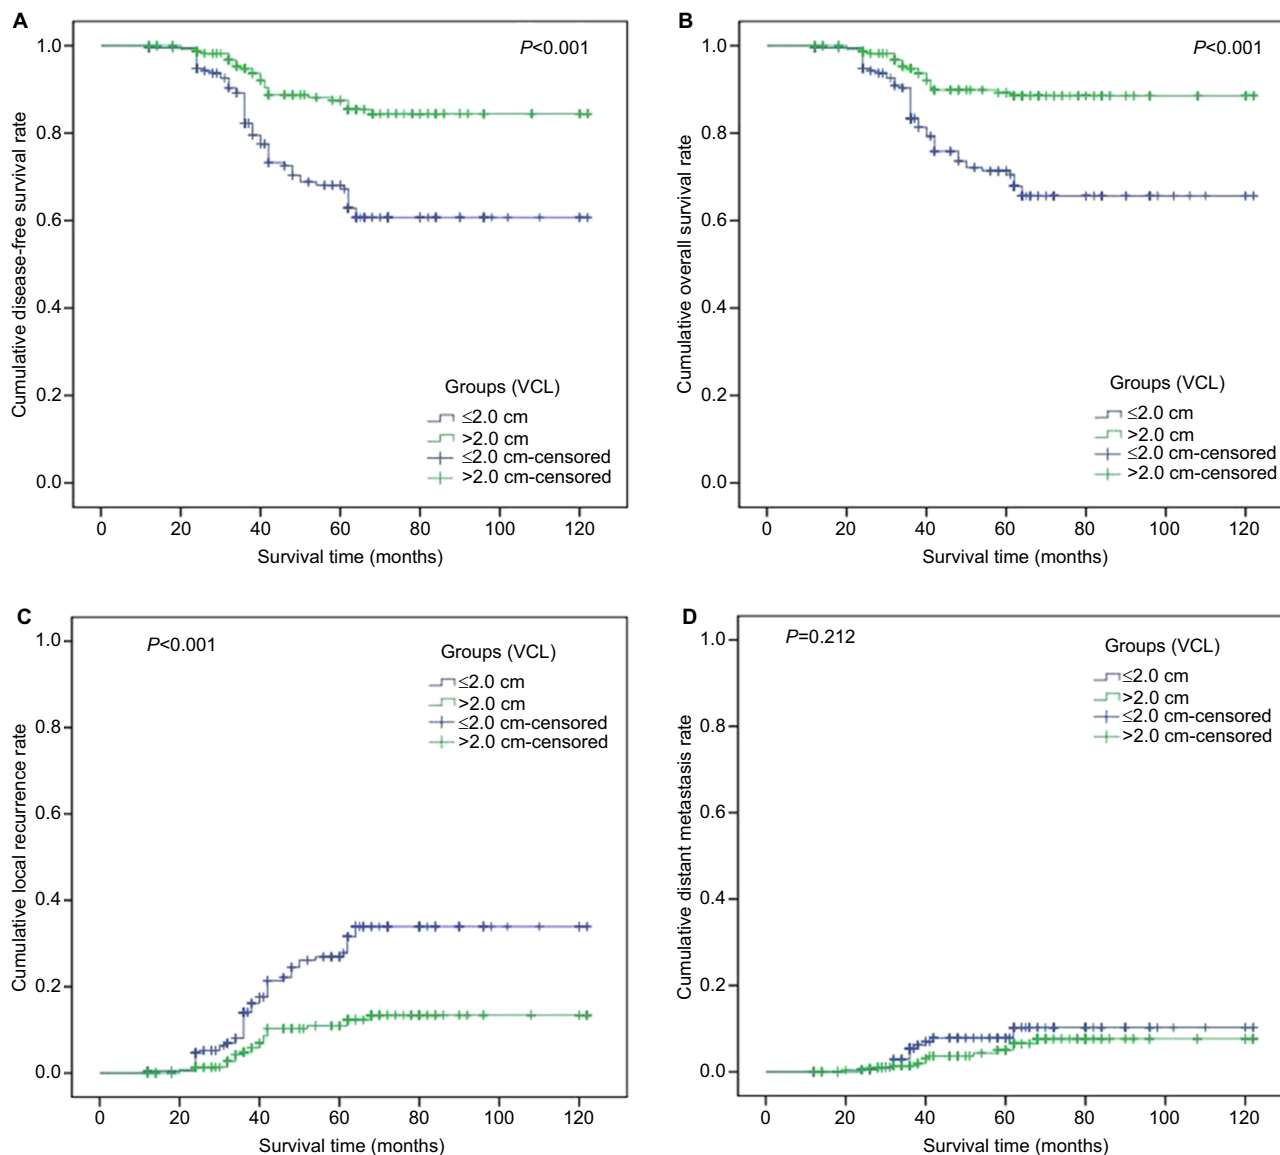 A
P<0.001
1.0
0.8
0.6
0.4
0.2
0.0
Cumulative disease-free survival rate
Groups (VCL)
≤2.0 cm
>2.0 cm
≤2.0 cm-censored
>2.0 cm-censored
0 20 40 60 80 100 120
Survival time (months)
B
P<0.001
1.0
0.8
0.6
0.4
0.2
0.0
Cumulative overall survival rate
Groups (VCL)
≤2.0 cm
>2.0 cm
≤2.0 cm-censored
>2.0 cm-censored
0 20 40 60 80 100 120
Survival time (months)
C
P<0.001
1.0
0.8
0.6
0.4
0.2
0.0
Cumulative local recurrence rate
Groups (VCL)
≤2.0 cm
>2.0 cm
≤2.0 cm-censored
>2.0 cm-censored
0 20 40 60 80 100 120
Survival time (months)
D
P=0.212
1.0
0.8
0.6
0.4
0.2
0.0
Cumulative distant metastasis rate
Groups (VCL)
≤2.0 cm
>2.0 cm
≤2.0 cm-censored
>2.0 cm-censored
0 20 40 60 80 100 120
Survival time (months)